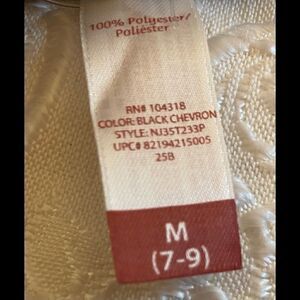 100% Polyester/
Poliéster
RN# 104318
COLOR: BLACK CHEVRON
STYLE: NJ35T233P
UPC# 82194215005
25B
M
(7-9)